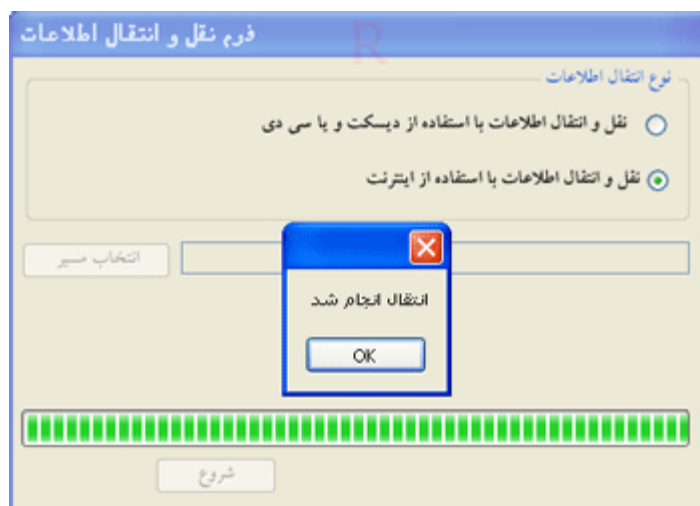 فرم نقل و انتقال اطلاعات
R
نوع انتقال اطلاعات
نقل و انتقال اطلاعات با استفاده از دیسکت و یا سی دی
نقل و انتقال اطلاعات با استفاده از اینترنت
انتخاب مسیر
انتقال انجام شد
OK
شروع